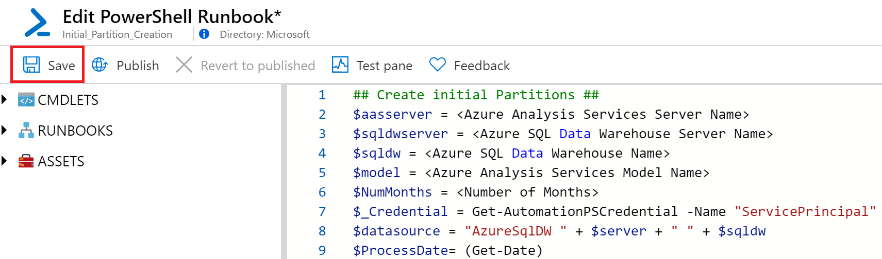 Edit PowerShell Runbook*
Initial_Partition_Creation Directory: Microsoft
Save Publish Revert to published Test pane Feedback
CMDLETS
RUNBOOKS
ASSETS
1 ## Create initial Partitions ##
2 $aasserver = <Azure Analysis Services Server Name>
3 $sqldwserver = <Azure SQL Data Warehouse Server Name>
4 $sqldw = <Azure SQL Data Warehouse Name>
5 $model = <Azure Analysis Services Model Name>
6 $NumMonths = <Number of Months>
7 $_Credential = Get-AutomationPSCredential -Name "ServicePrincipal"
8 $datasource = "AzureSqlDW " + $server + " " + $sqldw
9 $ProcessDate= (Get-Date)